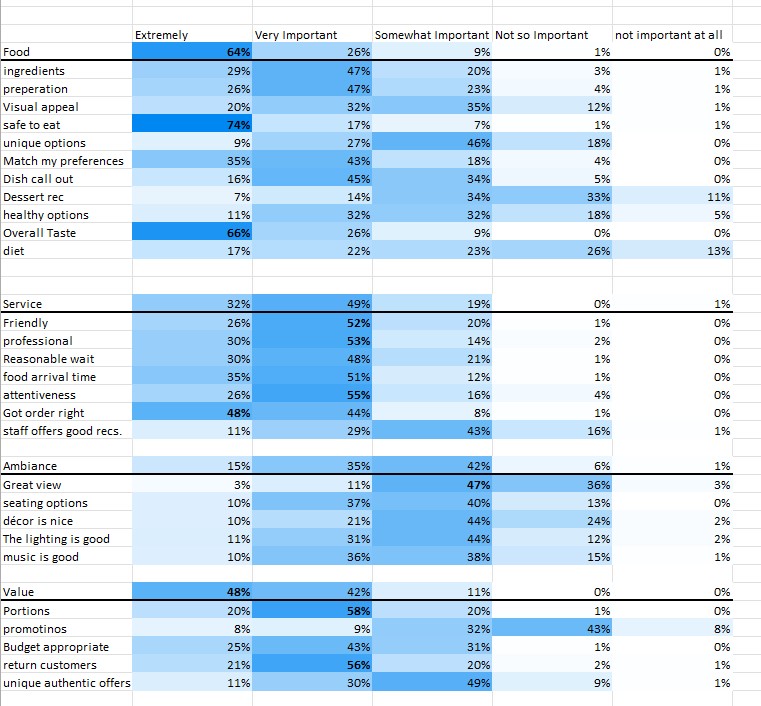 Extremely Very Important Somewhat Important Not so Important not important at all
Food 64% 26% 9% 1% 0%
ingredients 29% 47% 20% 3% 1%
preperation 26% 47% 23% 4% 1%
Visual appeal 20% 32% 35% 12% 1%
safe to eat 74% 17% 7% 1% 1%
unique options 9% 27% 46% 18% 0%
Match my preferences 35% 43% 18% 4% 0%
Dish call out 16% 45% 34% 5% 0%
Dessert rec 7% 14% 34% 33% 11%
healthy options 11% 32% 32% 18% 5%
Overall Taste 66% 26% 9% 0% 0%
diet 17% 22% 23% 26% 13%
Service 32% 49% 19% 0% 1%
Friendly 26% 52% 20% 1% 0%
professional 30% 53% 14% 2% 0%
Reasonable wait 30% 48% 21% 1% 0%
food arrival time 35% 51% 12% 1% 0%
attentiveness 26% 55% 16% 4% 0%
Got order right 48% 44% 8% 1% 0%
staff offers good recs. 11% 29% 43% 16% 1%
Ambiance 15% 35% 42% 6% 1%
Great view 3% 11% 47% 36% 3%
seating options 10% 37% 40% 13% 0%
décor is nice 10% 21% 44% 24% 2%
The lighting is good 11% 31% 44% 12% 2%
music is good 10% 36% 38% 15% 1%
Value 48% 42% 11% 0% 0%
Portions 20% 58% 20% 1% 0%
promotinos 8% 9% 32% 43% 8%
Budget appropriate 25% 43% 31% 1% 0%
return customers 21% 56% 20% 2% 1%
unique authentic offers 11% 30% 49% 9% 1%